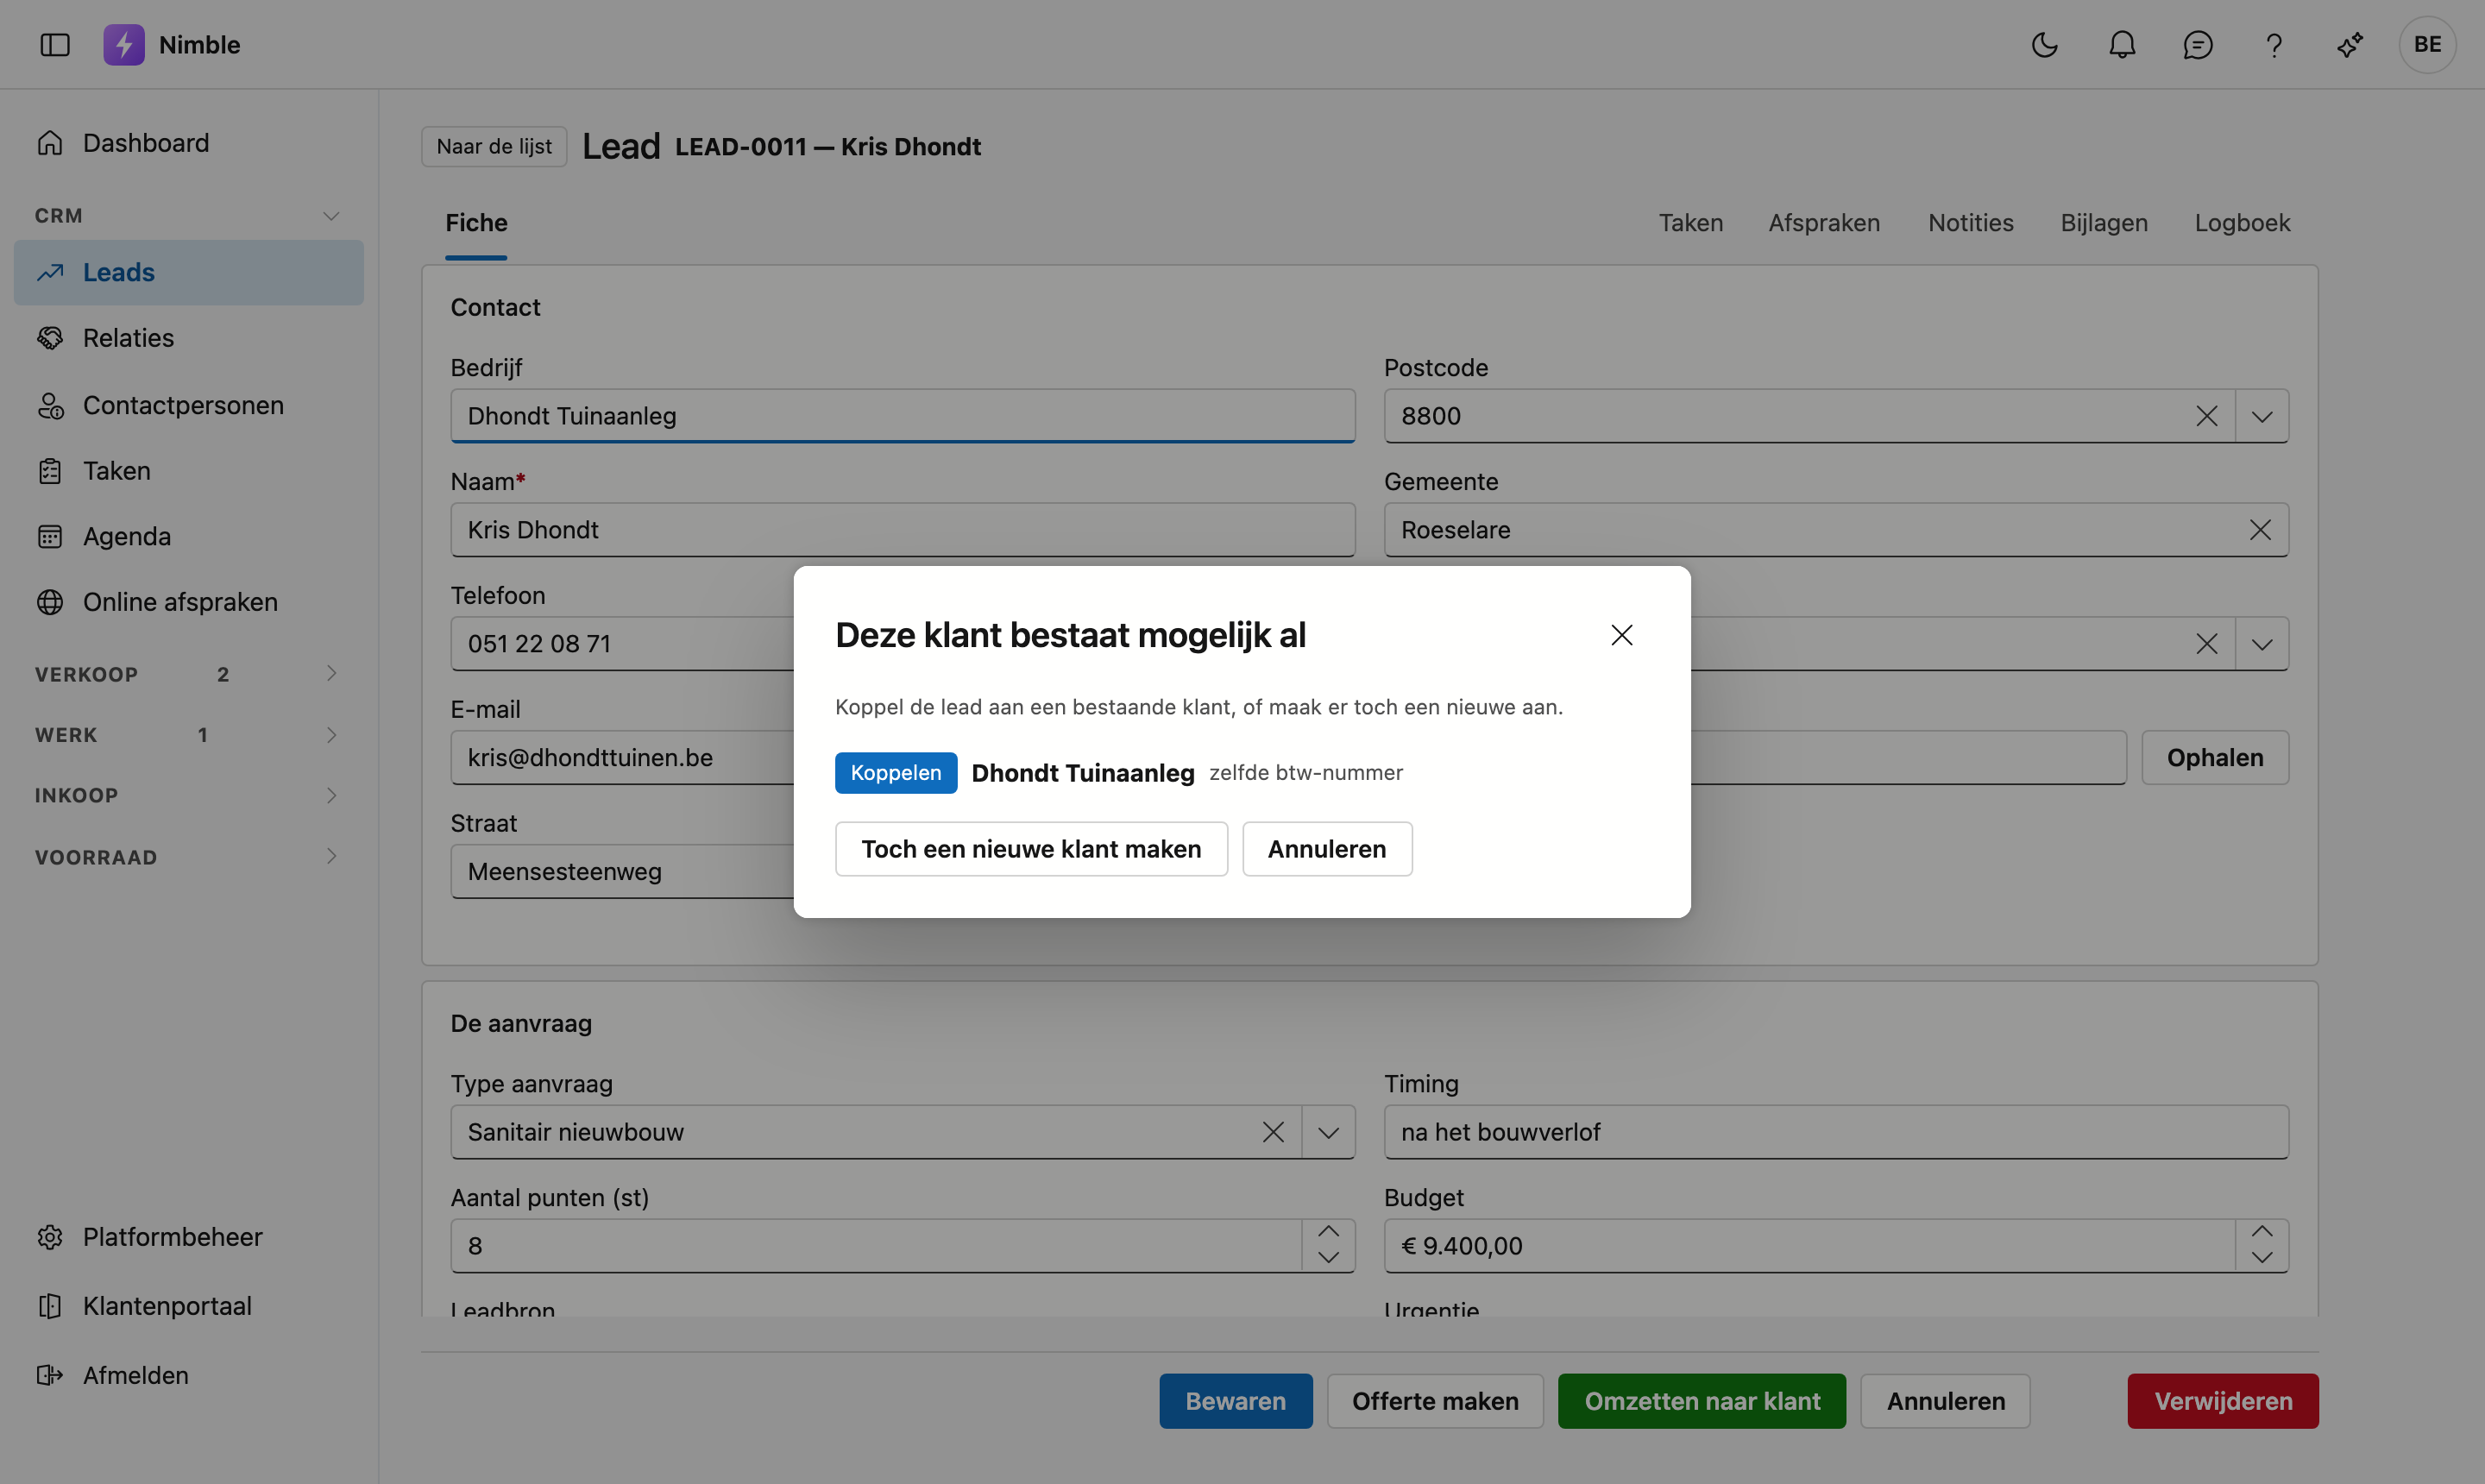 Nimble
BE
Dashboard
CRM
Leads
Relaties
Contactpersonen
Taken
Agenda
Online afspraken
VERKOOP 2
WERK 1
INKOOP
VOORRAAD
Platformbeheer
Klantenportaal
Afmelden
Naar de lijst Lead LEAD-0011 — Kris Dhondt
Fiche Taken Afspraken Notities Bijlagen Logboek
Contact
Bedrijf
Dhondt Tuinaanleg
Postcode
8800
Naam*
Kris Dhondt
Gemeente
Roeselare
Telefoon
051 22 08 71
E-mail
kris@dhondttuinen.be
Ophalen
Straat
Meensesteenweg
Deze klant bestaat mogelijk al
Koppel de lead aan een bestaande klant, of maak er toch een nieuwe aan.
Koppelen Dhondt Tuinaanleg zelfde btw-nummer
Toch een nieuwe klant maken Annuleren
De aanvraag
Type aanvraag
Sanitair nieuwbouw
Timing
na het bouwverlof
Aantal punten (st)
8
Budget
€ 9.400,00
Leadbron
Urgentie
Bewaren Offerte maken Omzetten naar klant Annuleren Verwijderen